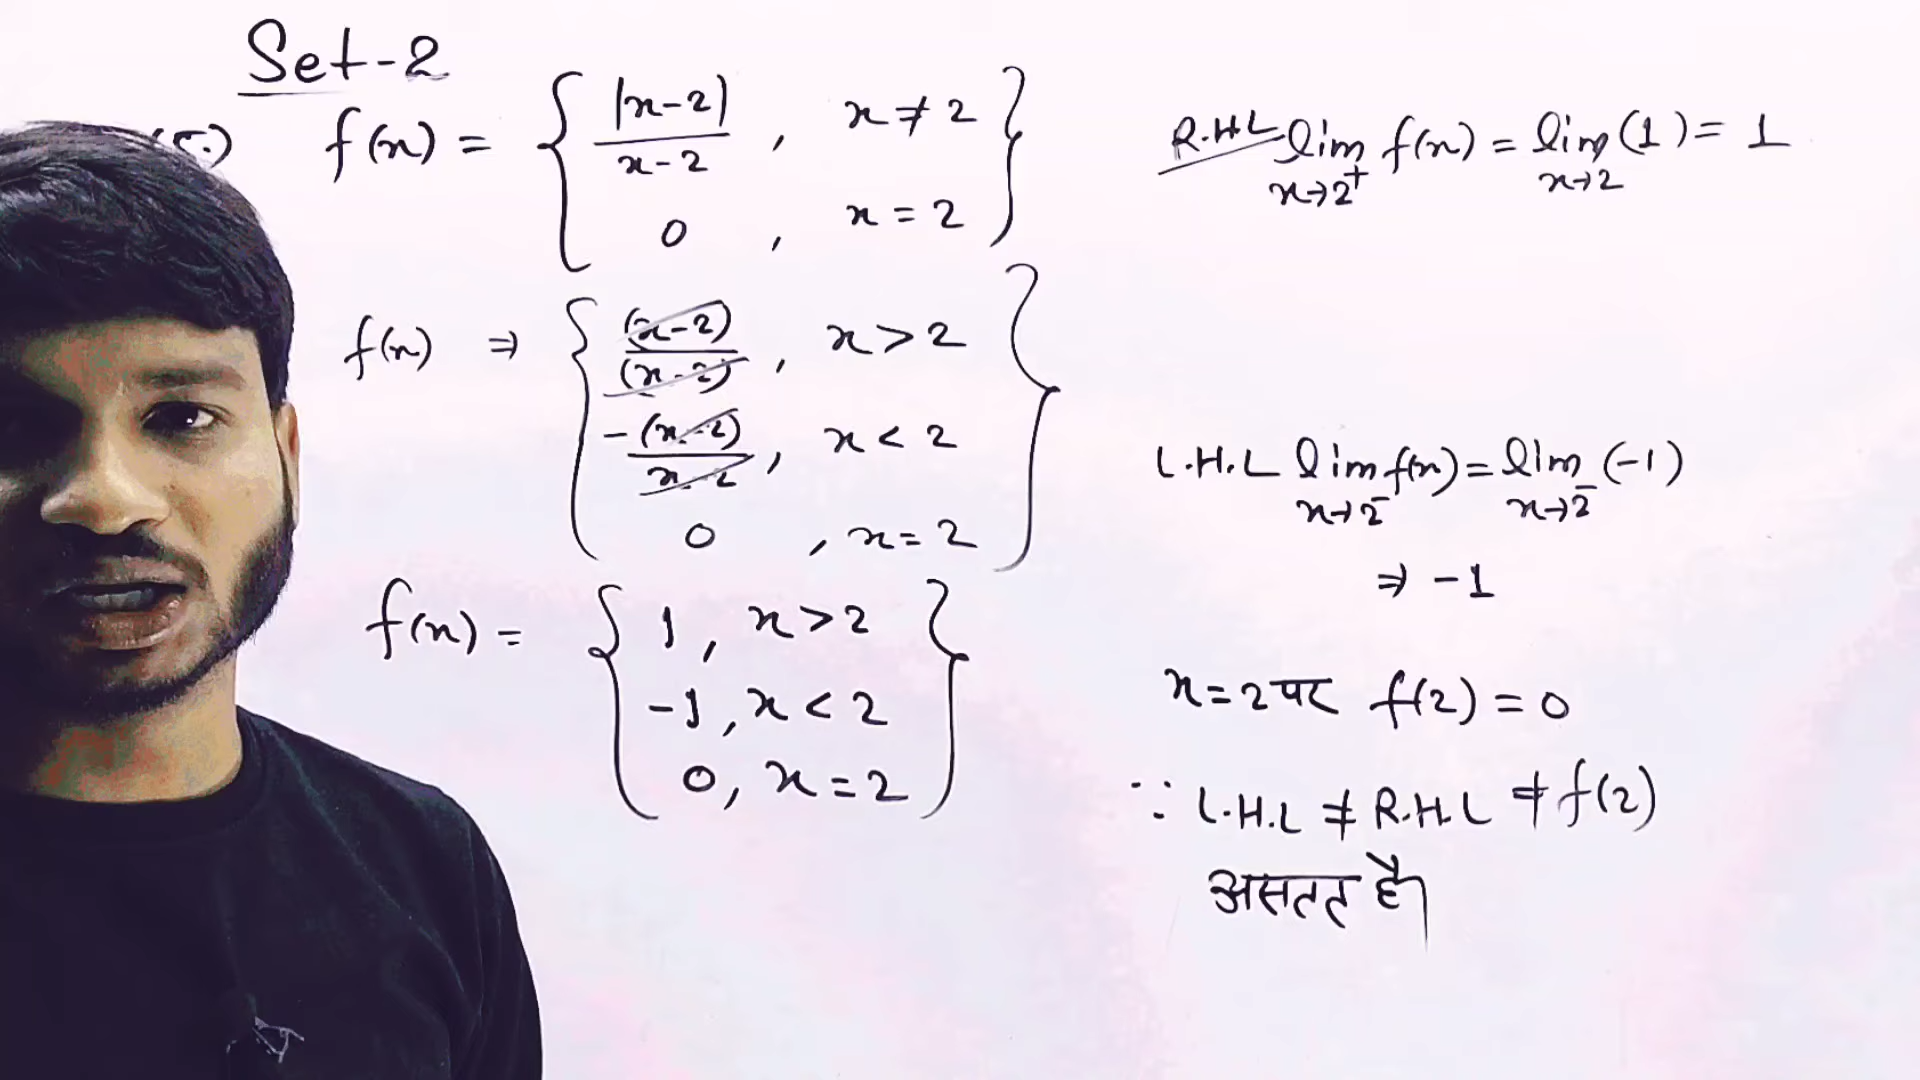 Set-2
f(x) = { |x-2| / x-2 , x ≠ 2
0 , x = 2 }
f(x) ⇒ { (x-2) / (x-2) , x > 2
-(x-2) / x-2 , x < 2
0 , x = 2 }
f(x) = { 1 , x > 2
-1 , x < 2
0, x = 2 }
R.H.L lim x→2⁺ f(x) = lim x→2 (1) = 1
L.H.L lim x→2⁻ f(x) = lim x→2⁻ (-1)
⇒ -1
x = 2 पर f(2) = 0
∵ L.H.L ≠ R.H.L ≠ f(2)
असतत है।